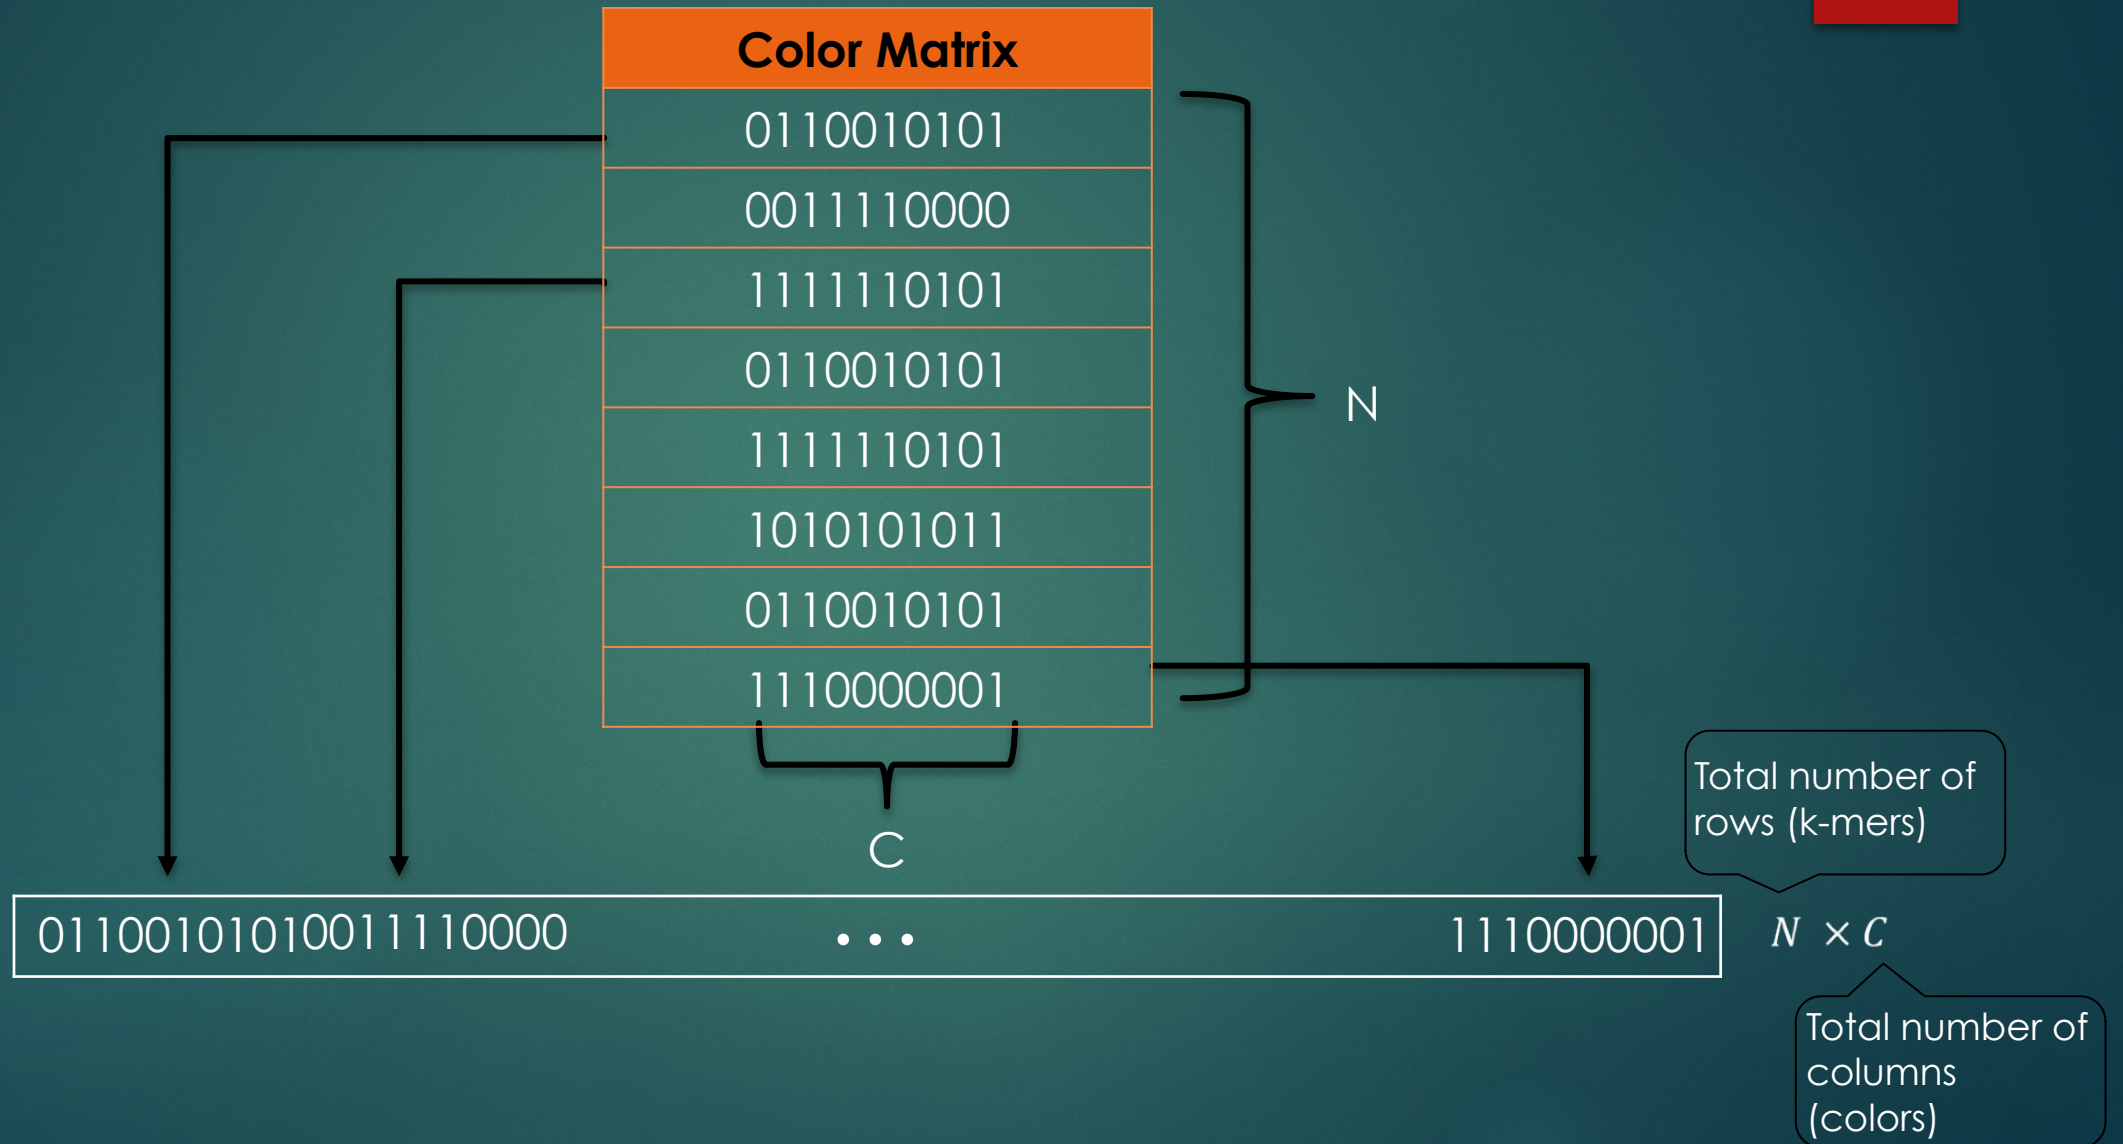 Color Matrix
0110010101
0011110000
1111110101
0110010101
1111110101
1010101011
0110010101
1110000001
N
C
Total number of
rows (k-mers)
01100101010011110000 ... 1110000001
N × C
Total number of
columns
(colors)